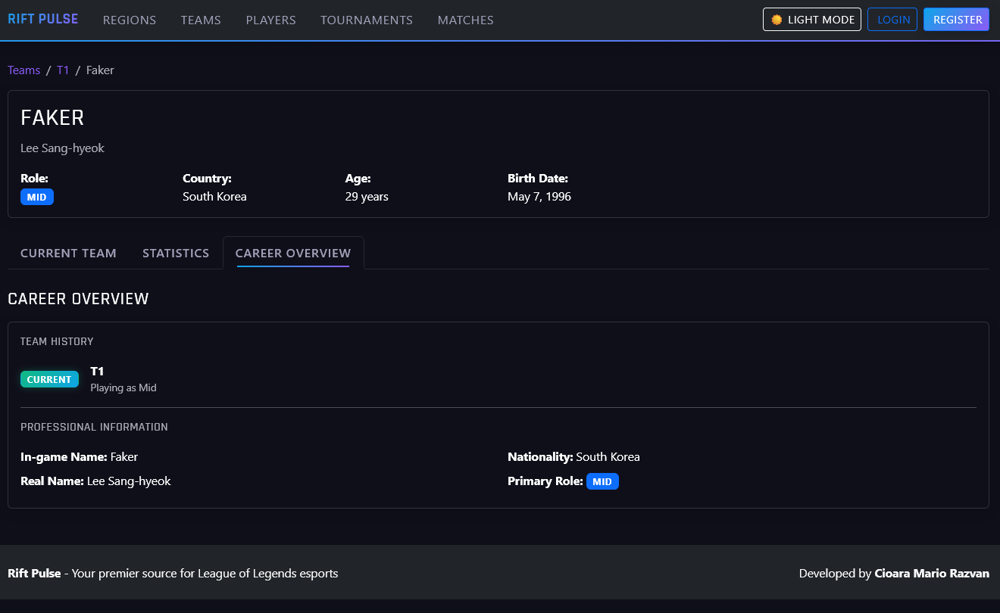 RIFT PULSE REGIONS TEAMS PLAYERS TOURNAMENTS MATCHES LIGHT MODE LOGIN REGISTER
Teams / T1 / Faker
FAKER
Lee Sang-hyeok
Role: Country: Age: Birth Date:
MID South Korea 29 years May 7, 1996
CURRENT TEAM STATISTICS CAREER OVERVIEW
CAREER OVERVIEW
TEAM HISTORY
CURRENT T1
Playing as Mid
PROFESSIONAL INFORMATION
In-game Name: Faker Nationality: South Korea
Real Name: Lee Sang-hyeok Primary Role: MID
Rift Pulse - Your premier source for League of Legends esports Developed by Cioara Mario Razvan